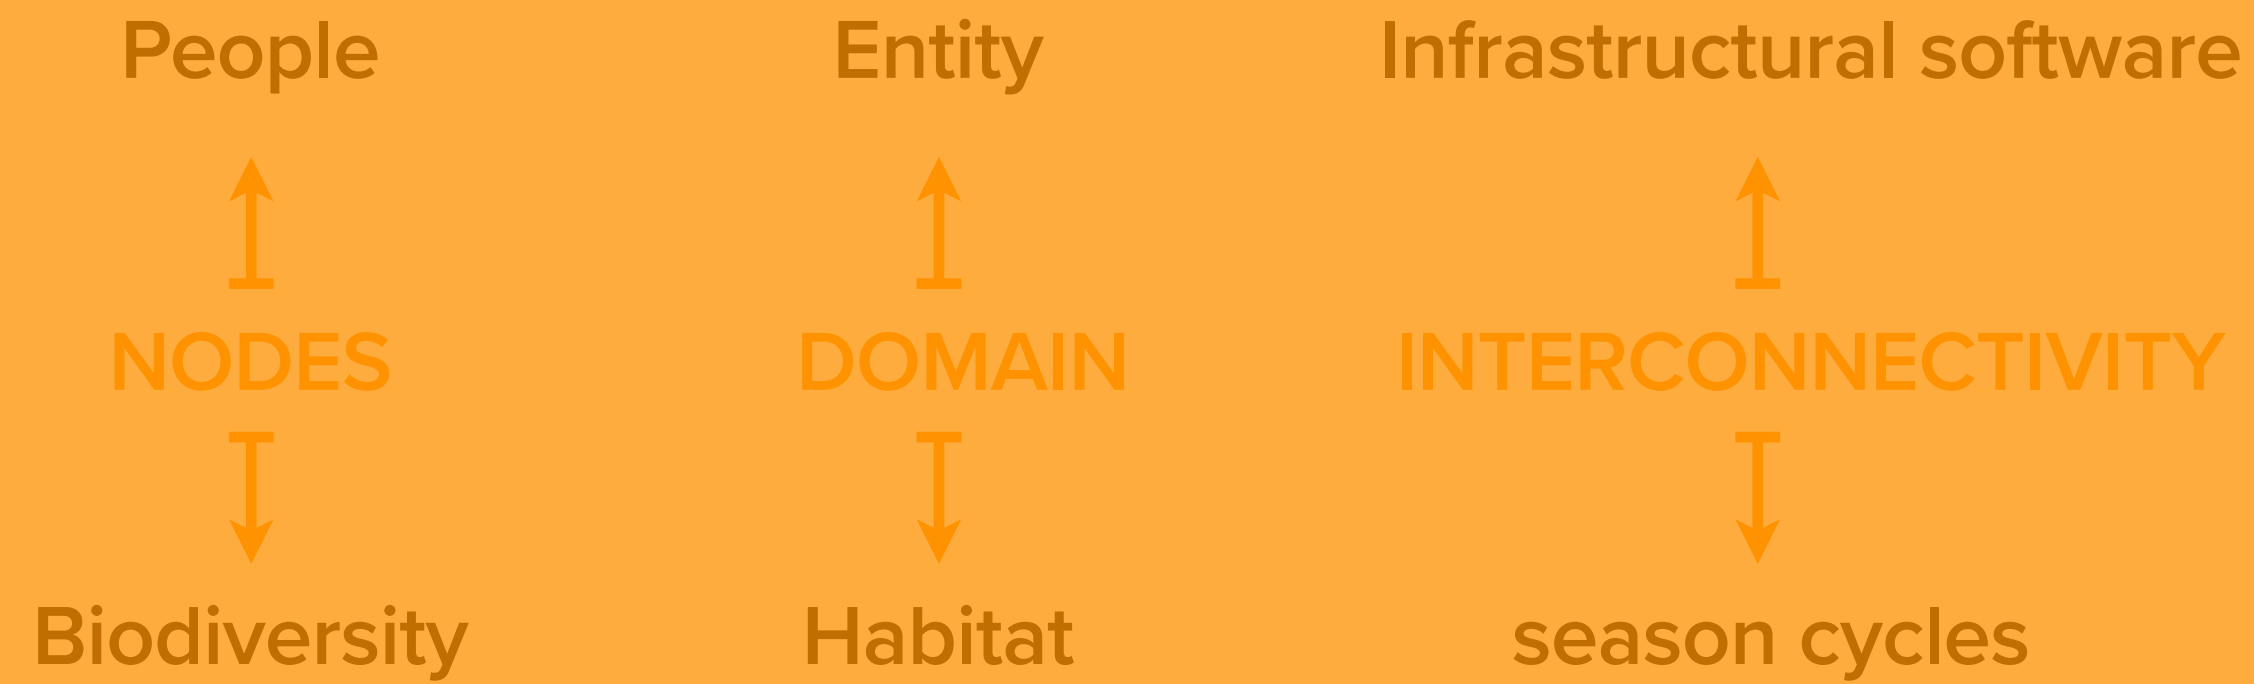 People
Entity
Infrastructural software
NODES
DOMAIN
INTERCONNECTIVITY
Biodiversity
Habitat
season cycles